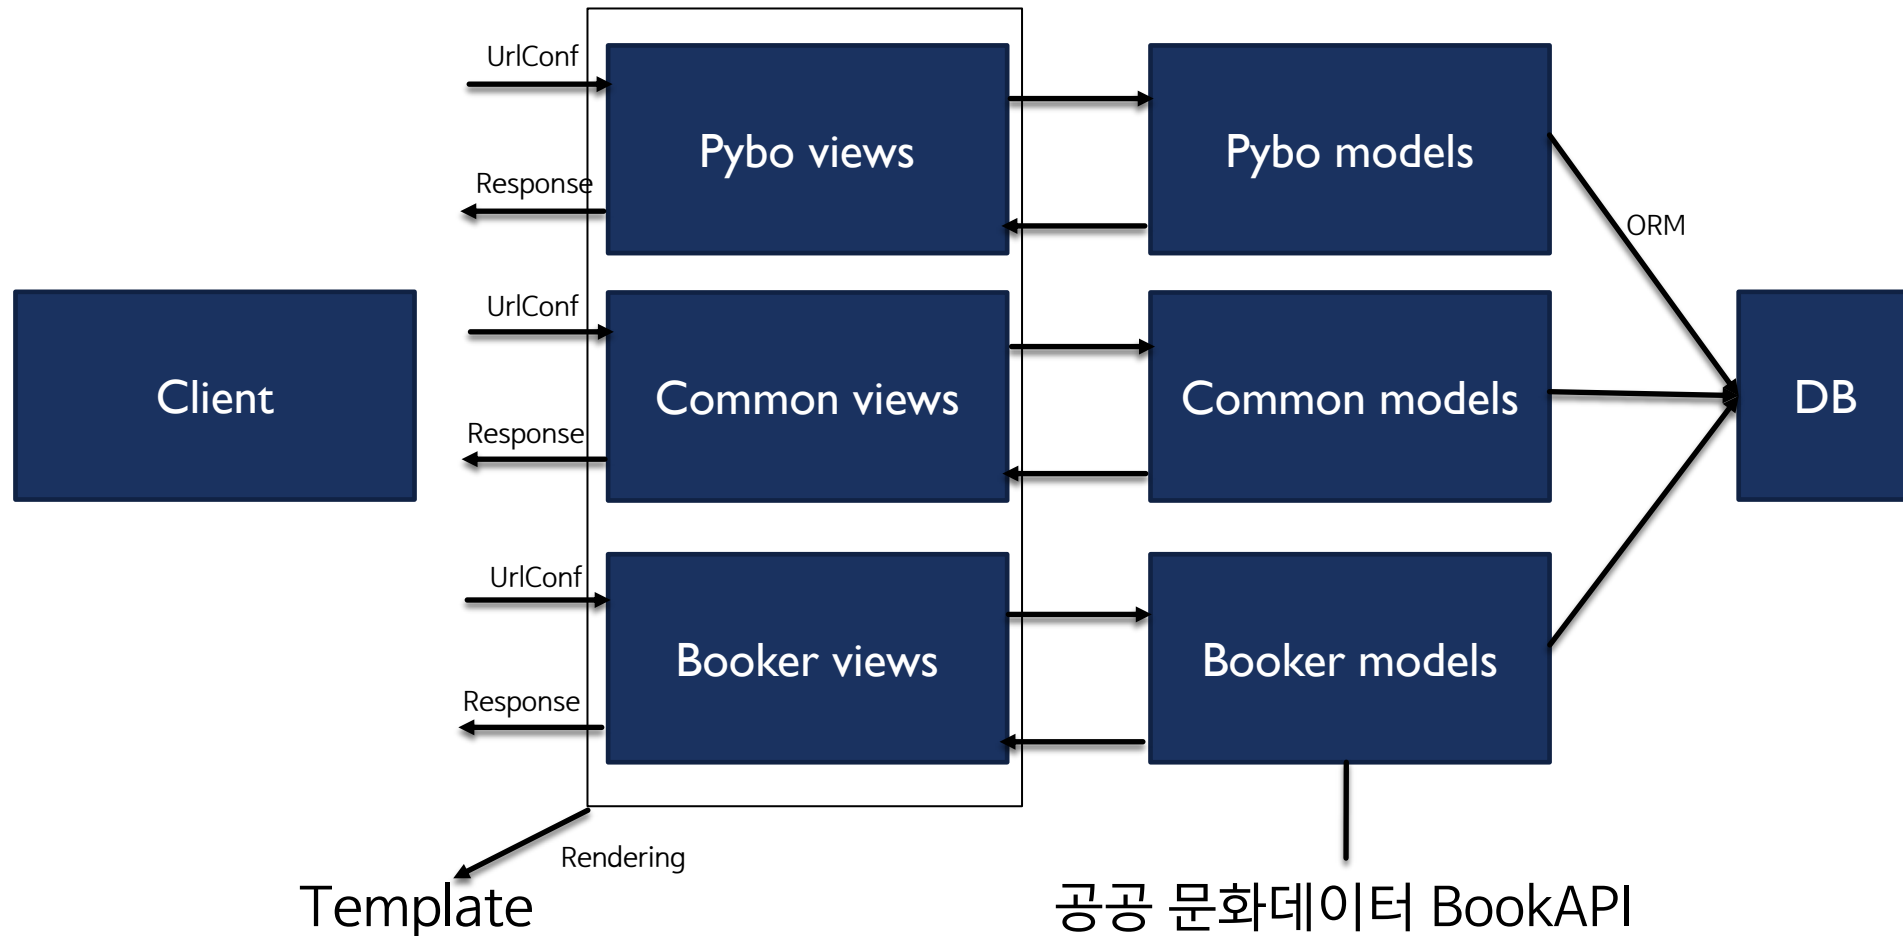 UrlConf
Pybo views
Pybo models
Response
ORM
UrlConf
Client
Common views
Common models
DB
Response
UrlConf
Booker views
Booker models
Response
Rendering
Template
공공 문화데이터 BookAPI